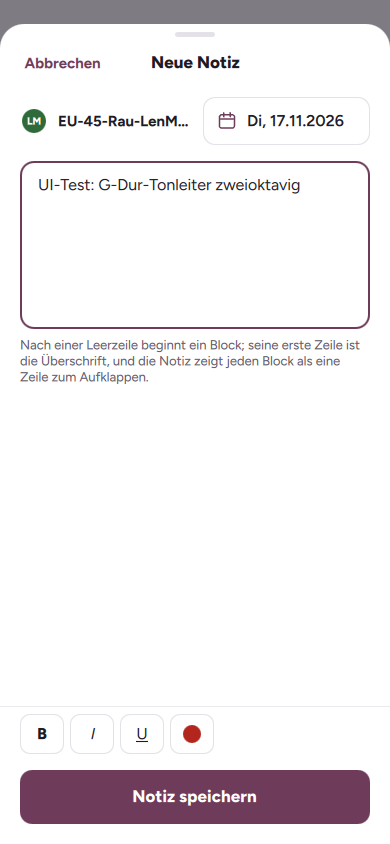 Abbrechen
Neue Notiz
LM
EU-45-Rau-LenM...
Di, 17.11.2026
UI-Test: G-Dur-Tonleiter zweioktavig
Nach einer Leerzeile beginnt ein Block; seine erste Zeile ist
die Überschrift, und die Notiz zeigt jeden Block als eine
Zeile zum Aufklappen.
B
I
U
Notiz speichern